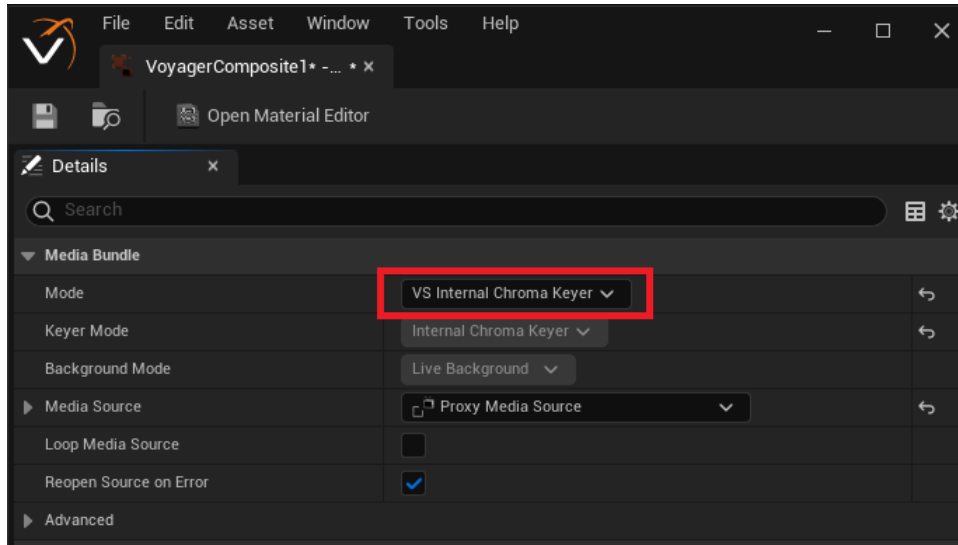 File Edit Asset Window Tools Help
VoyagerComposite1* -... * ×
Open Material Editor
Details ×
Search
Media Bundle
Mode VS Internal Chroma Keyer
Keyer Mode Internal Chroma Keyer
Background Mode Live Background
Media Source Proxy Media Source
Loop Media Source
Reopen Source on Error
Advanced